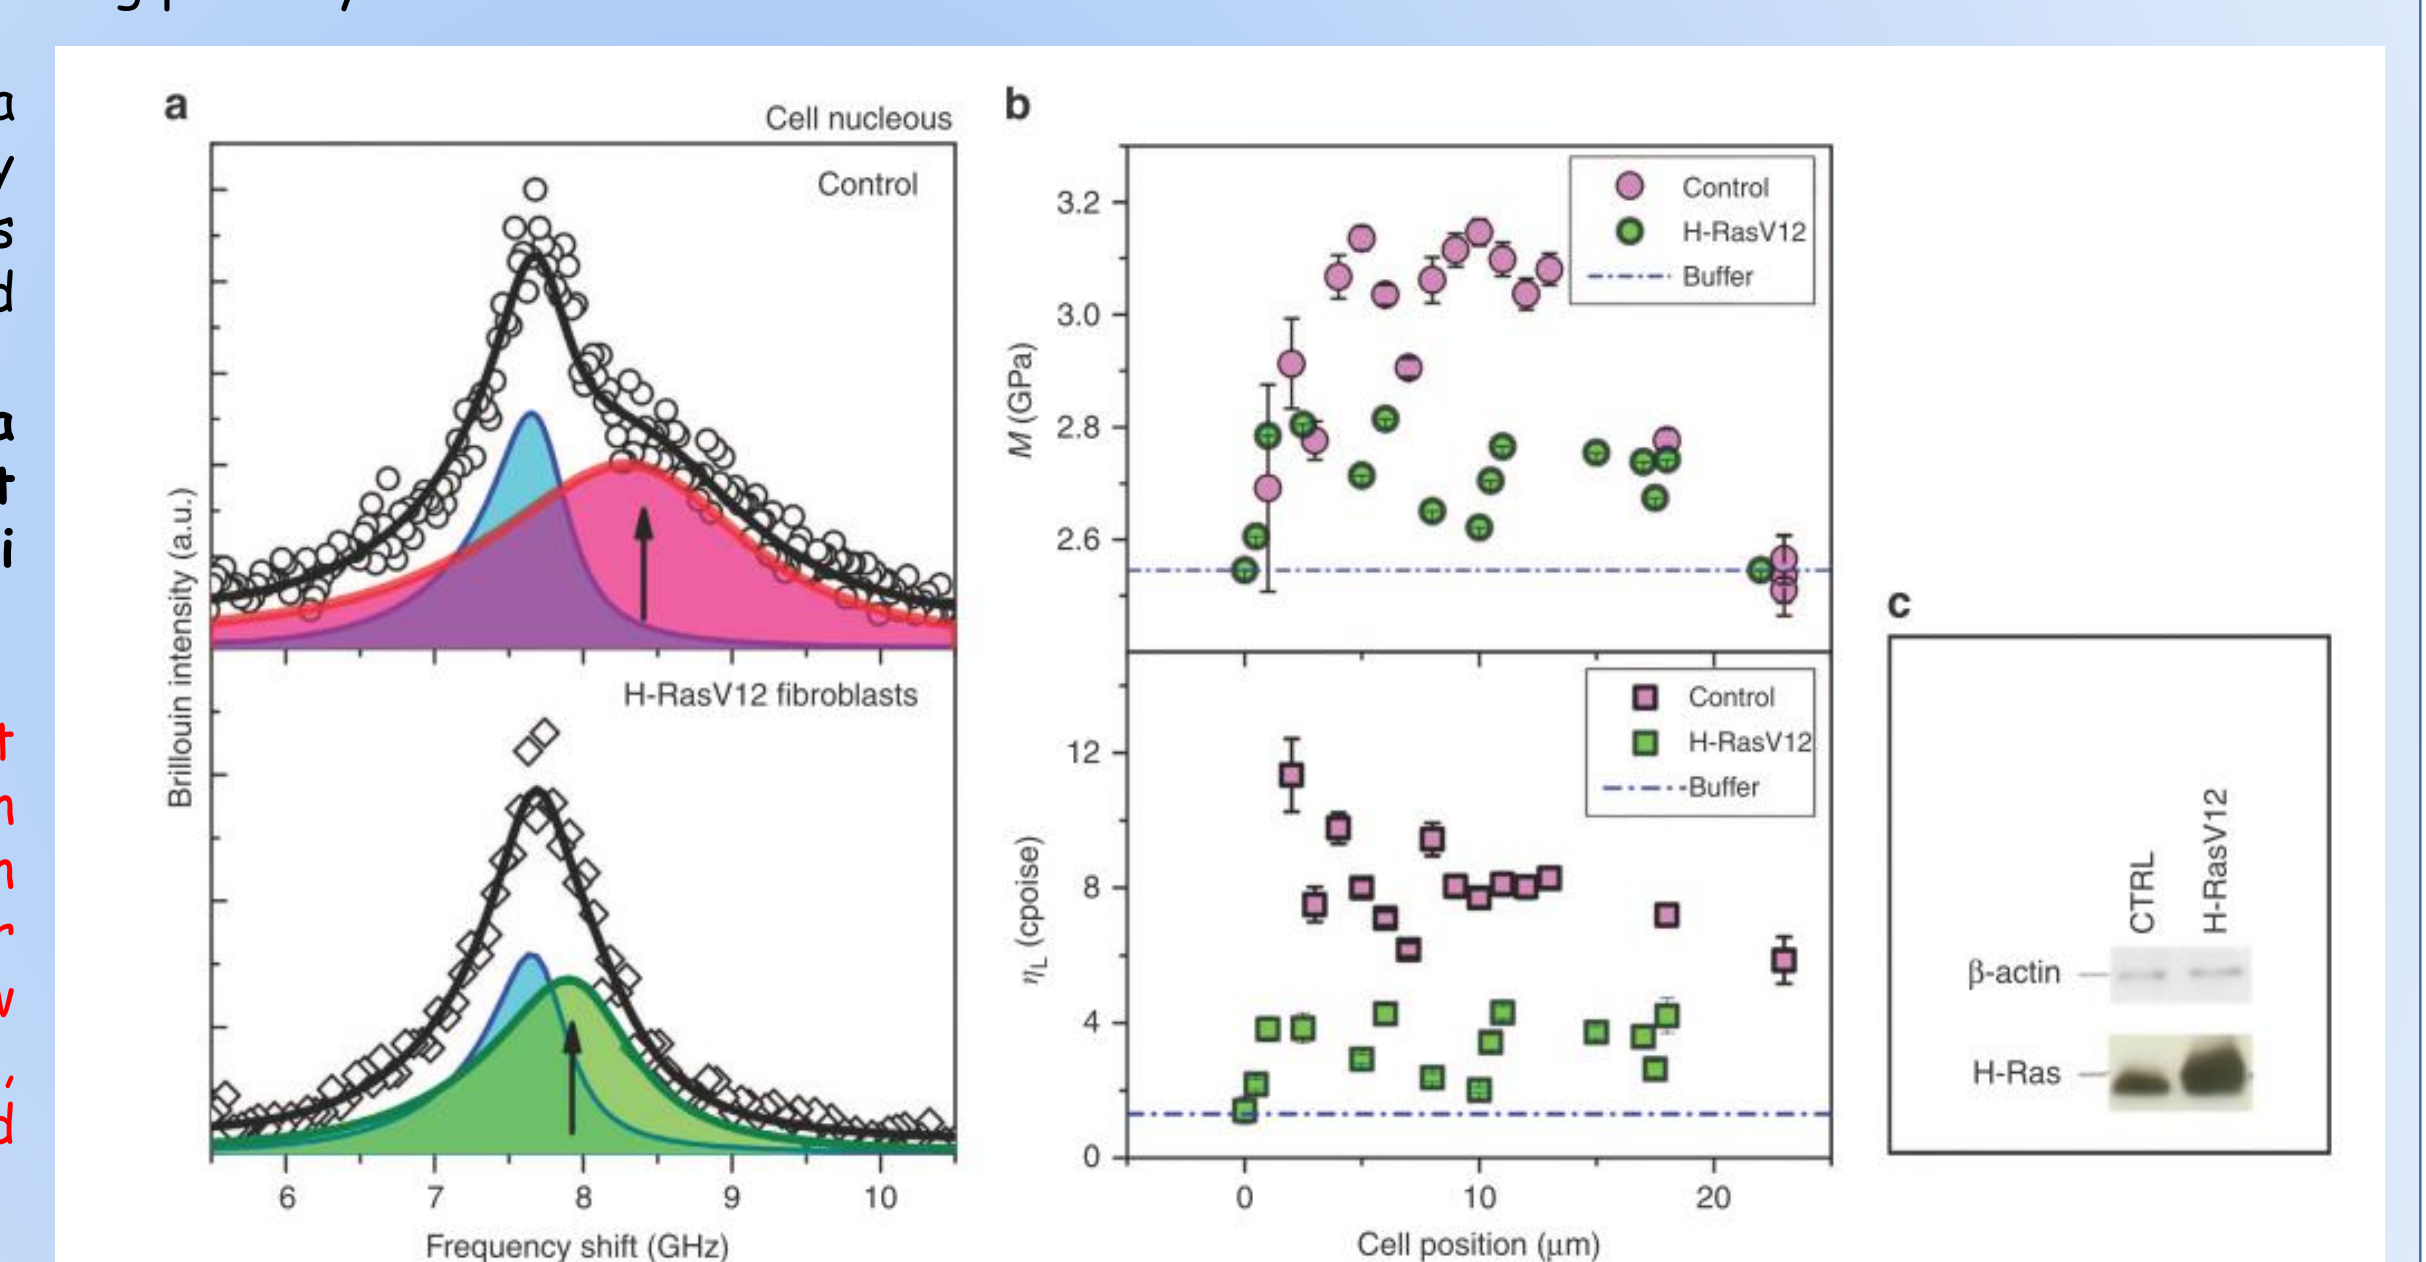 a
Cell nucleous
Control
H-RasV12 fibroblasts
Brillouin intensity (a.u.)
6 7 8 9 10
Frequency shift (GHz)
b
Control
H-RasV12
Buffer
3.2
3.0
2.8
2.6
M (GPa)
Control
H-RasV12
Buffer
12
8
4
0
ηL (cpoise)
0 10 20
Cell position (μm)
c
CTRL
H-RasV12
β-actin
H-Ras